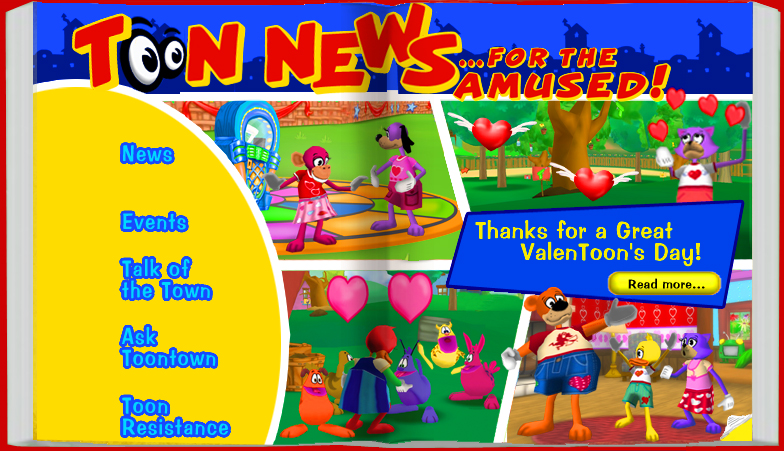 TOON NEWS
...FOR THE
AMUSED!
News
Events
Talk of
the Town
Ask
Toontown
Toon
Resistance
Thanks for a Great
ValenToon's Day!
Read more...